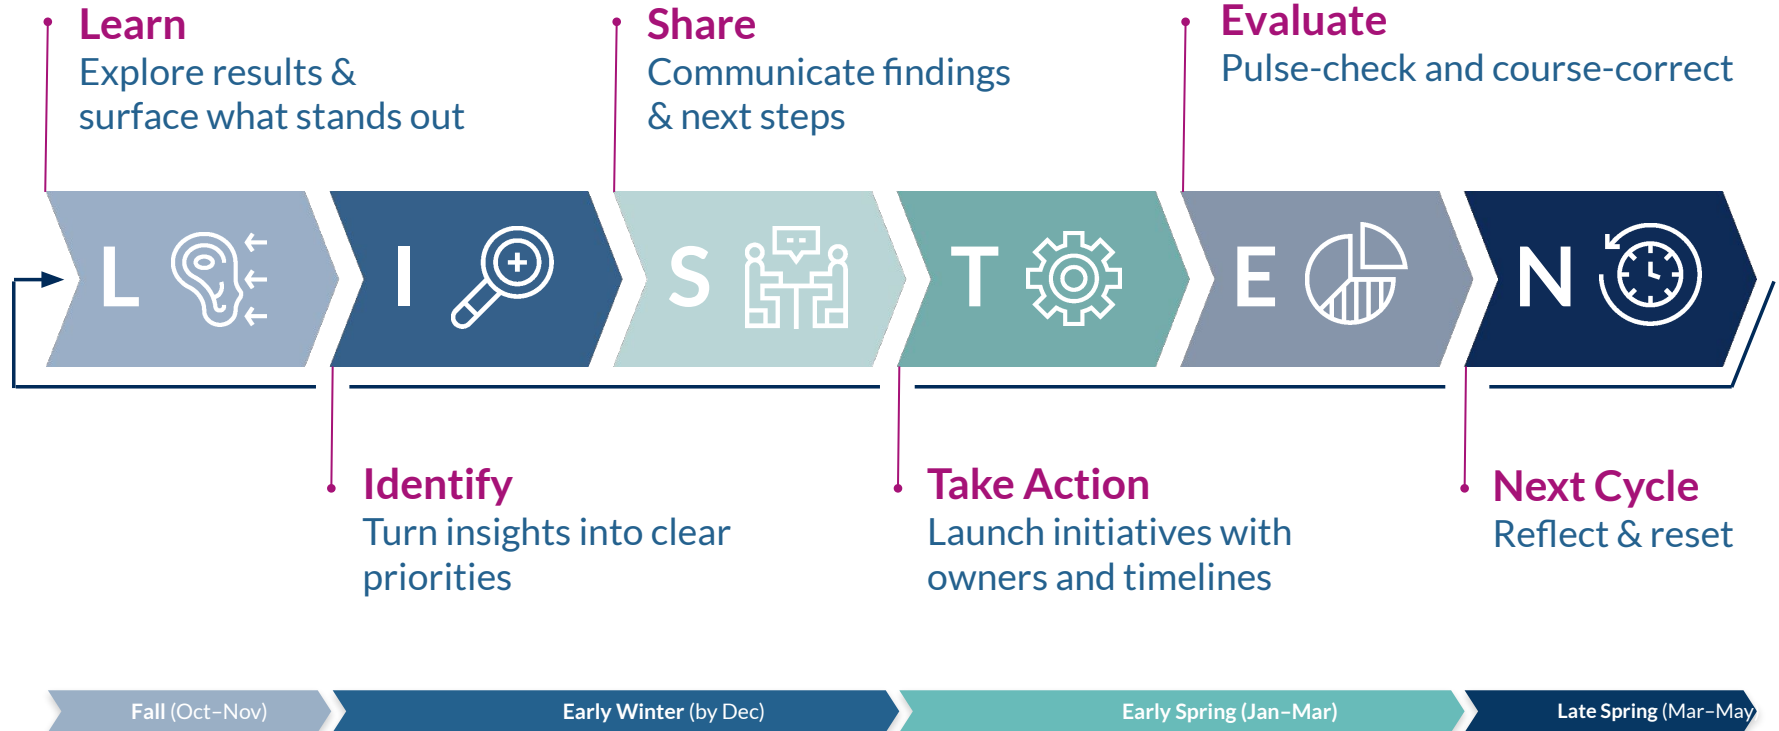 Learn
Explore results &
surface what stands out
Share
Communicate findings
& next steps
Evaluate
Pulse-check and course-correct
L
I
S
T
E
N
Identify
Turn insights into clear
priorities
Take Action
Launch initiatives with
owners and timelines
Next Cycle
Reflect & reset
Fall (Oct–Nov)
Early Winter (by Dec)
Early Spring (Jan–Mar)
Late Spring (Mar–May